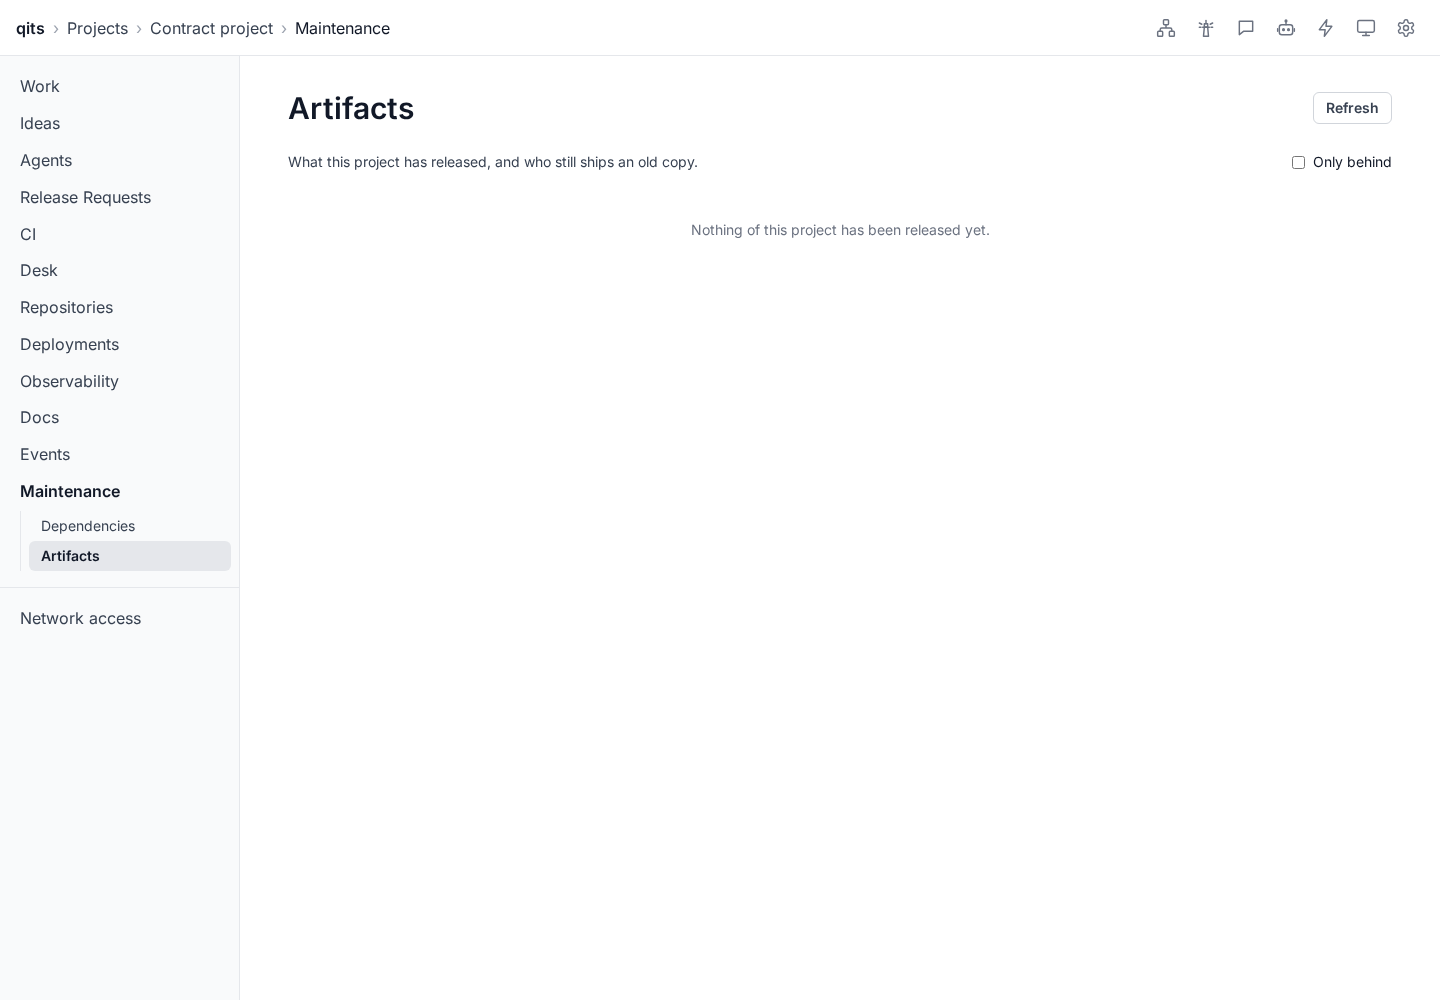 qits › Projects › Contract project › Maintenance
Work
Ideas
Agents
Release Requests
CI
Desk
Repositories
Deployments
Observability
Docs
Events
Maintenance
Dependencies
Artifacts
Network access
Artifacts
Refresh
What this project has released, and who still ships an old copy.
Only behind
Nothing of this project has been released yet.